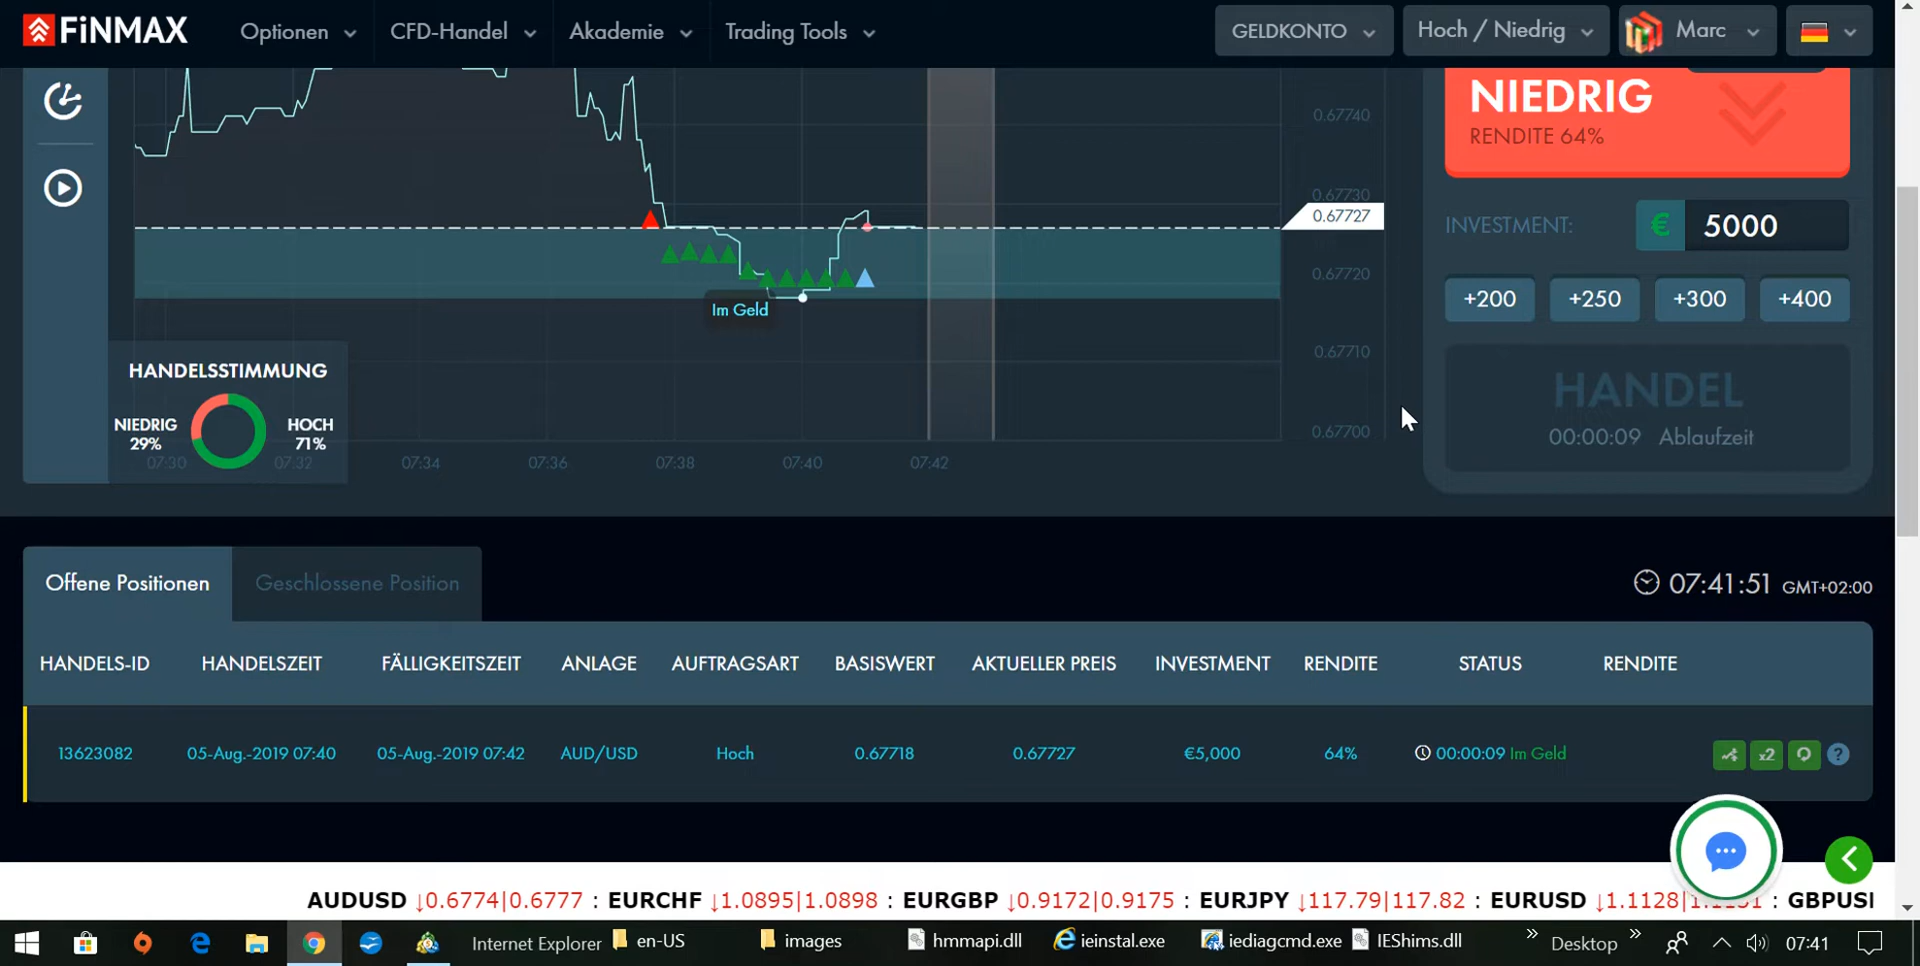 FiNMAX Optionen CFD-Handel Akademie Trading Tools GELDKONTO Hoch / Niedrig Marc
NIEDRIG
RENDITE 64%
0.67740
0.67730
0.67727
0.67720
0.67710
0.67700
Im Geld
INVESTMENT: € 5000
+200 +250 +300 +400
HANDEL
00:00:09 Ablaufzeit
HANDELSSTIMMUNG
NIEDRIG
29%
HOCH
71%
07:30 07:32 07:34 07:36 07:38 07:40 07:42
Offene Positionen Geschlossene Position
07:41:51 GMT+02:00
HANDELS-ID HANDELSZEIT FÄLLIGKEITSZEIT ANLAGE AUFTRAGSART BASISWERT AKTUELLER PREIS INVESTMENT RENDITE STATUS RENDITE
13623082 05-Aug.-2019 07:40 05-Aug.-2019 07:42 AUD/USD Hoch 0.67718 0.67727 €5,000 64% 00:00:09 Im Geld x2 ?
AUDUSD ↓0.6774|0.6777 : EURCHF ↓1.0895|1.0898 : EURGBP ↓0.9172|0.9175 : EURJPY ↓117.79|117.82 : EURUSD ↓1.1128| : GBPUS
Internet Explorer en-US images hmmapi.dll ieinstal.exe iediagcmd.exe IEShims.dll » Desktop » 07:41